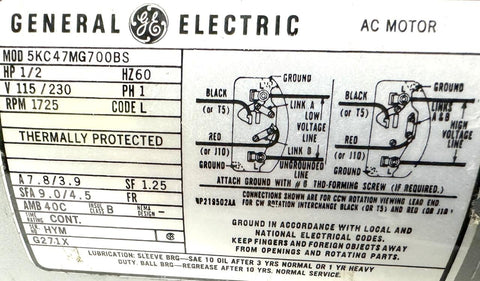 GENERAL GE ELECTRIC AC MOTOR
MOD 5KC47MG700BS
HP 1/2 HZ60
V 115/230 PH 1
RPM 1725 CODE L
THERMALLY PROTECTED
A 7.8/3.9 SF 1.25
SFA 9.0/4.5 FR
AMB 40C INSUL CLASS B NEMA DESIGN -
TIME RATING CONT.
SER. HYM
G271X
GROUND
BLACK
(or T5)
LINK A
LOW VOLTAGE LINE
RED
(or J10)
LINK B
GROUND
UNGROUNDED LINE
GROUND
BLACK
(or T5)
LINKS A & B
HIGH VOLTAGE LINE
RED
(or J10)
GROUND
ATTACH GROUND WITH # 8 THD-FORMING SCREW (IF REQUIRED.)
CONNECTIONS SHOWN ARE FOR CCW ROTATION VIEWING LEAD END
NP219502AA FOR CW ROTATION INTERCHANGE BLACK (OR T5) AND RED (OR J10)
GROUND IN ACCORDANCE WITH LOCAL AND
NATIONAL ELECTRICAL CODES.
KEEP FINGERS AND FOREIGN OBJECTS AWAY
FROM OPENINGS AND ROTATING PARTS.
LUBRICATION: SLEEVE BRG-SAE 10 OIL AFTER 3 YRS NORMAL OR 1 YR HEAVY
DUTY. BALL BRG-REGREASE AFTER 10 YRS. NORMAL SERVICE.